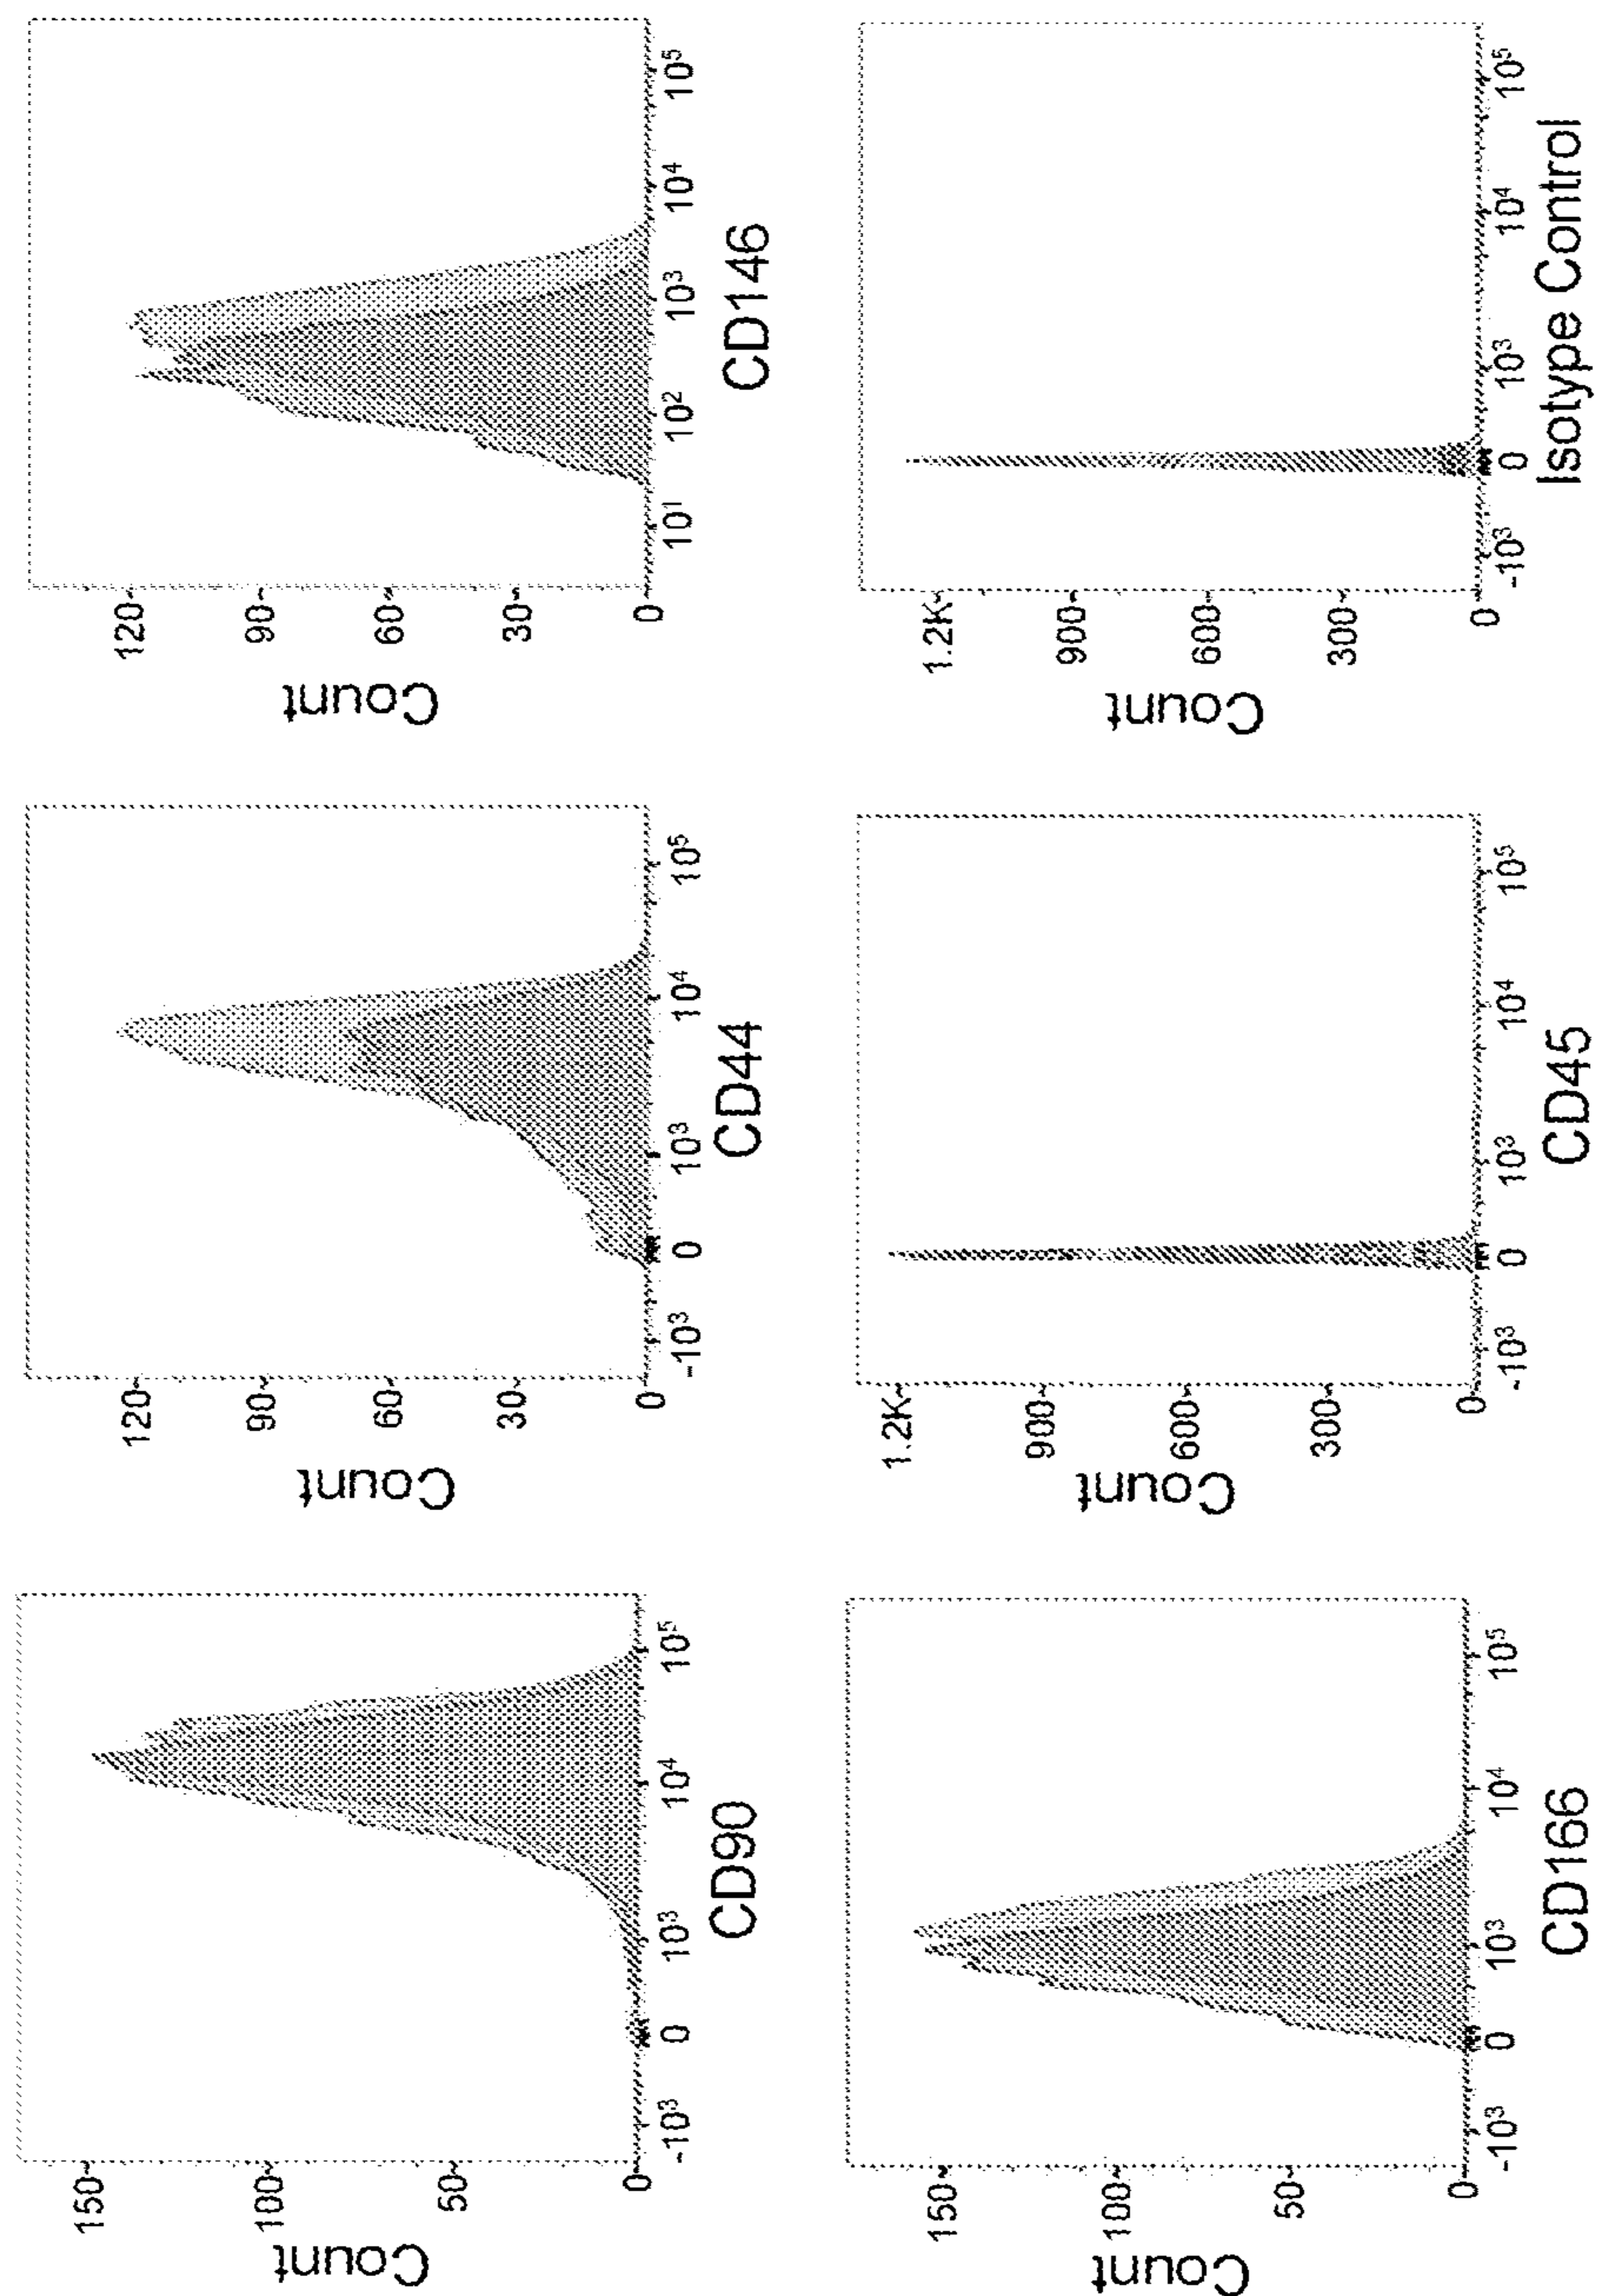 Count
150
100
50
0
-10³ 0 10³ 10⁴ 10⁵
CD90
Count
120
90
60
30
0
-10³ 0 10³ 10⁴ 10⁵
CD44
Count
120
90
60
30
0
10¹ 10² 10³ 10⁴ 10⁵
CD146
Count
150
100
50
0
-10³ 0 10³ 10⁴ 10⁵
CD166
Count
1.2K
900
600
300
0
-10³ 0 10³ 10⁴ 10⁵
CD45
Count
1.2K
900
600
300
0
-10³ 0 10³ 10⁴ 10⁵
Isotype Control